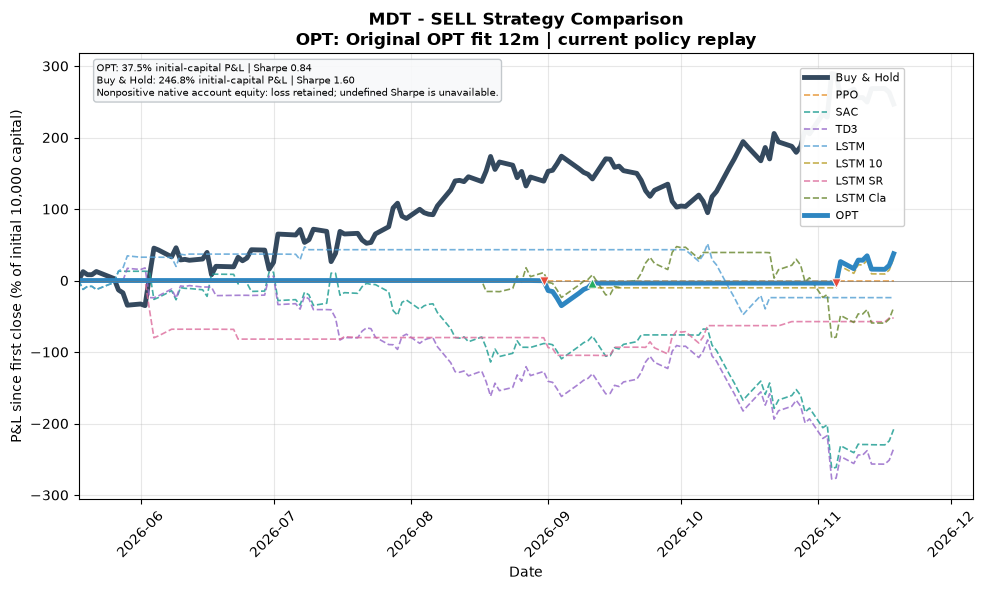 MDT - SELL Strategy Comparison
OPT: Original OPT fit 12m | current policy replay
OPT: 37.5% initial-capital P&L | Sharpe 0.84
Buy & Hold: 246.8% initial-capital P&L | Sharpe 1.60
Nonpositive native account equity: loss retained; undefined Sharpe is unavailable.
Buy & Hold
PPO
SAC
TD3
LSTM
LSTM 10
LSTM SR
LSTM Cla
OPT
P&L since first close (% of initial 10,000 capital)
300
200
100
0
−100
−200
−300
2026-06
2026-07
2026-08
2026-09
2026-10
2026-11
2026-12
Date